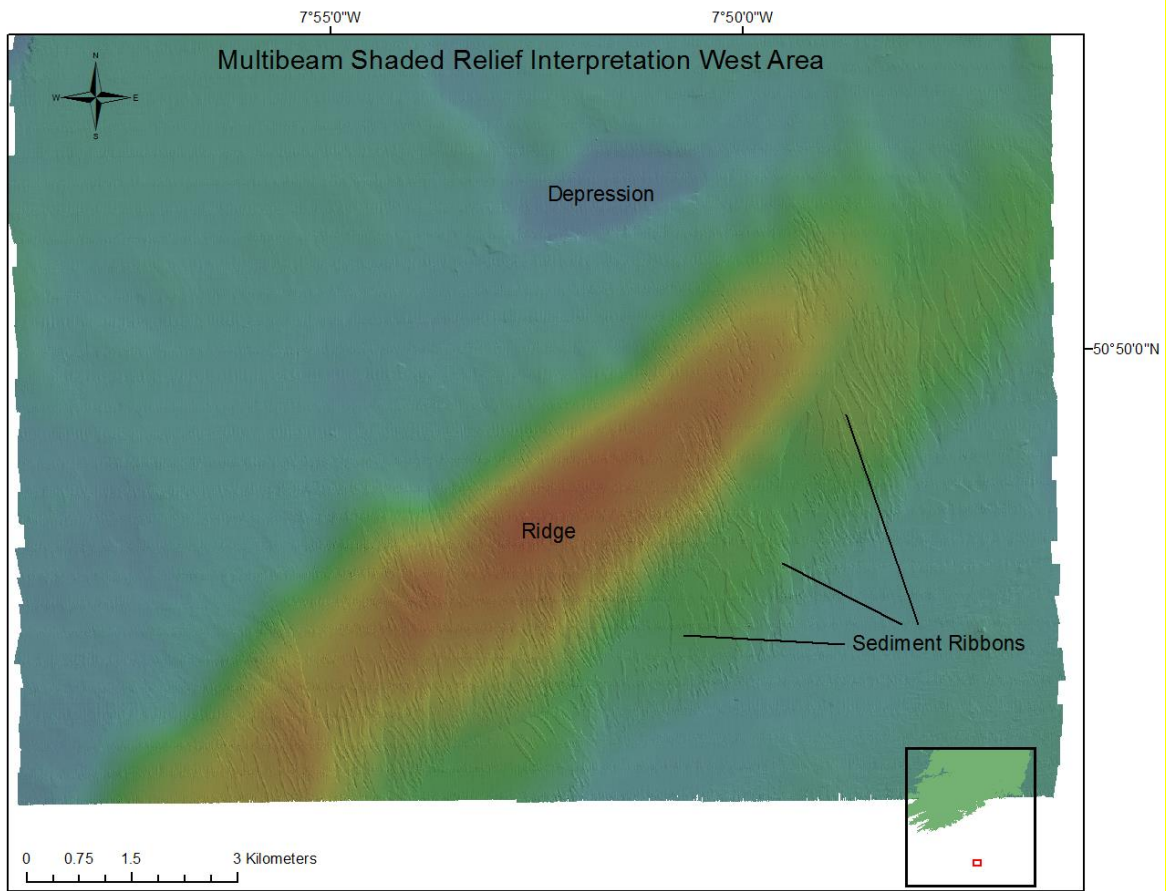 7°55'0"W
7°50'0"W
Multibeam Shaded Relief Interpretation West Area
N
W E
S
Depression
50°50'0"N
Ridge
Sediment Ribbons
0 0.75 1.5 3 Kilometers